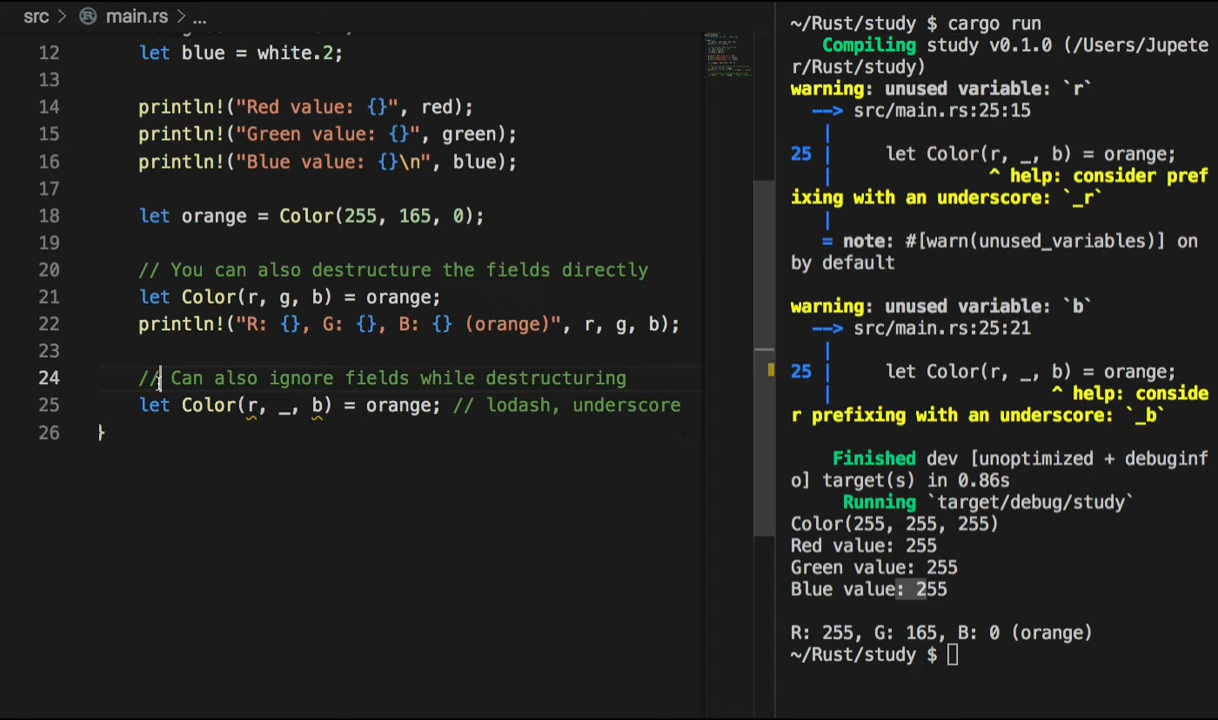 src > main.rs > ...
12 let blue = white.2;
13
14 println!("Red value: {}", red);
15 println!("Green value: {}", green);
16 println!("Blue value: {}\n", blue);
17
18 let orange = Color(255, 165, 0);
19
20 // You can also destructure the fields directly
21 let Color(r, g, b) = orange;
22 println!("R: {}, G: {}, B: {} (orange)", r, g, b);
23
24 // Can also ignore fields while destructuring
25 let Color(r, _, b) = orange; // lodash, underscore
26 }
~/Rust/study $ cargo run
Compiling study v0.1.0 (/Users/Jupete
r/Rust/study)
warning: unused variable: `r`
--> src/main.rs:25:15
|
25 | let Color(r, _, b) = orange;
| ^ help: consider pref
ixing with an underscore: `_r`
|
= note: #[warn(unused_variables)] on
by default
warning: unused variable: `b`
--> src/main.rs:25:21
|
25 | let Color(r, _, b) = orange;
| ^ help: conside
r prefixing with an underscore: `_b`
Finished dev [unoptimized + debuginf
o] target(s) in 0.86s
Running `target/debug/study`
Color(255, 255, 255)
Red value: 255
Green value: 255
Blue value: 255
R: 255, G: 165, B: 0 (orange)
~/Rust/study $